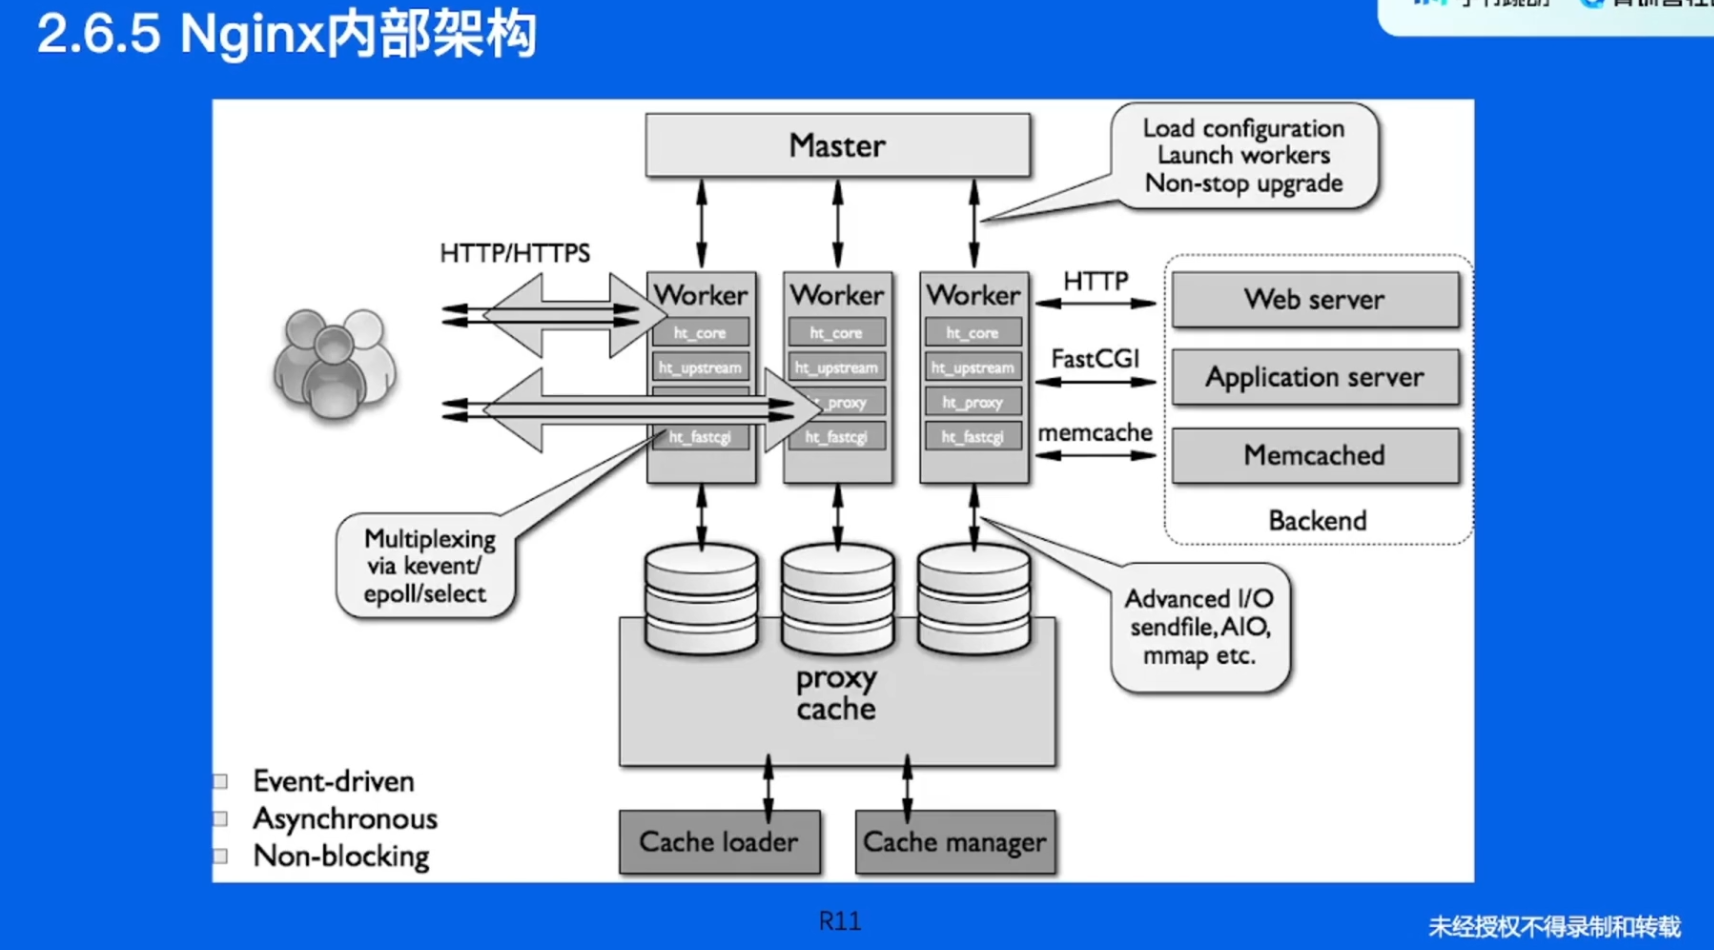 2.6.5 Nginx内部架构
Master
Load configuration
Launch workers
Non-stop upgrade
HTTP/HTTPS
Worker
ht_core
ht_upstream
ht_fastcgi
Worker
ht_core
ht_upstream
_proxy
ht_fastcgi
Worker
ht_core
ht_upstream
ht_proxy
ht_fastcgi
HTTP
FastCGI
memcache
Web server
Application server
Memcached
Backend
Multiplexing
via kevent/
epoll/select
Advanced I/O
sendfile, AIO,
mmap etc.
proxy
cache
Event-driven
Asynchronous
Non-blocking
Cache loader
Cache manager
R11
未经授权不得录制和转载